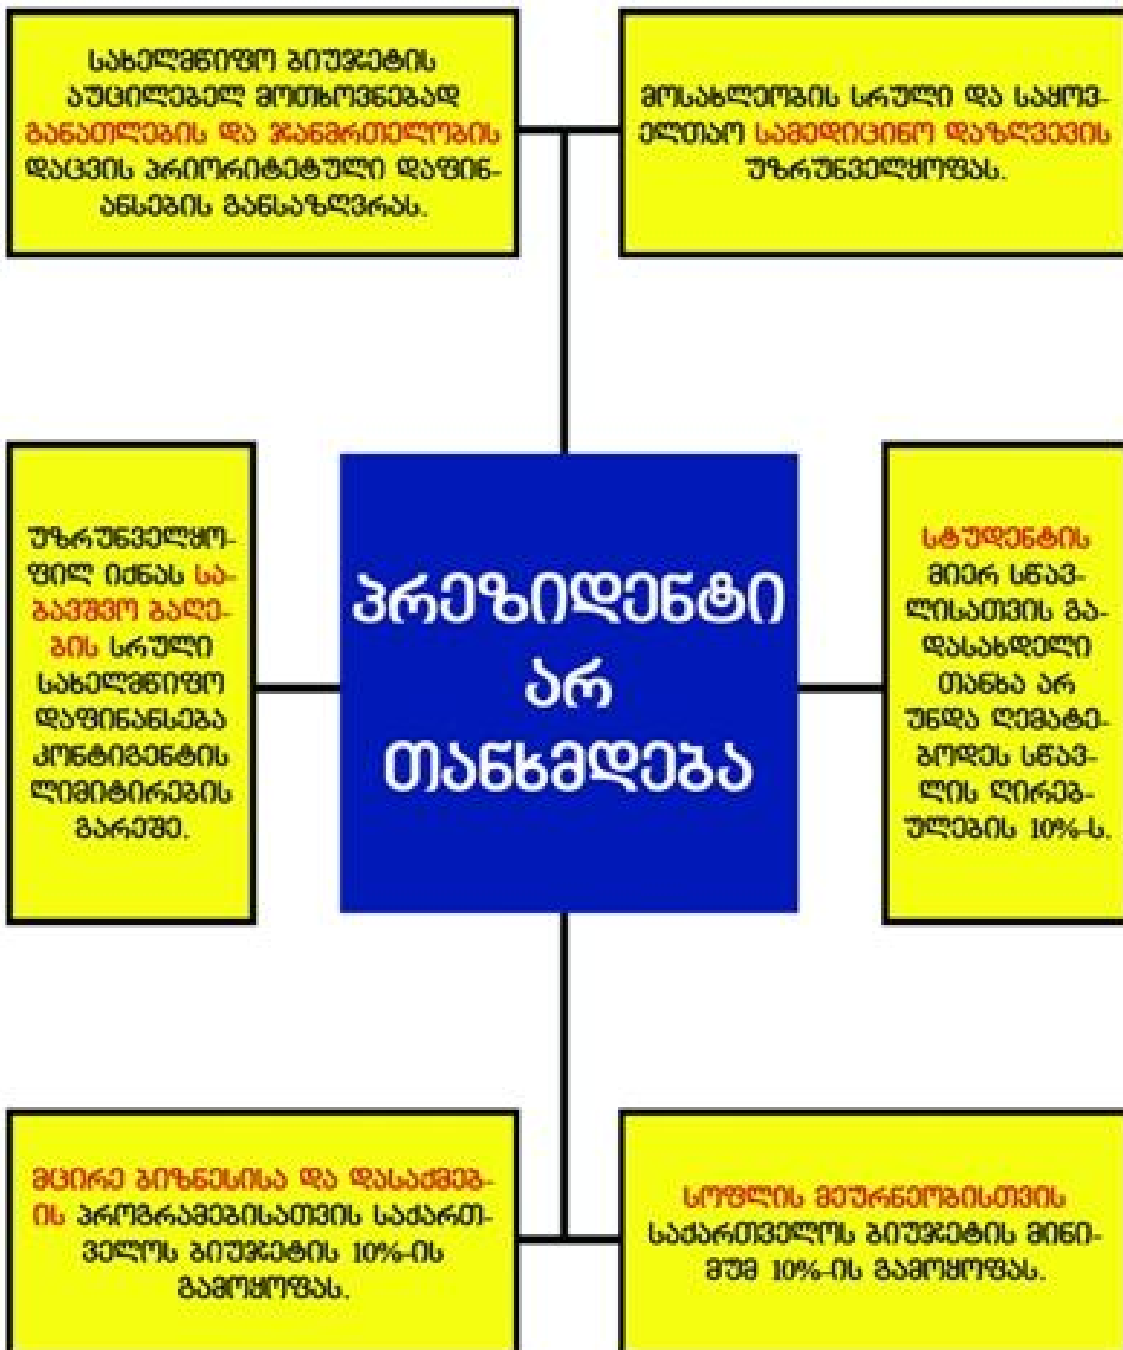 სახელმწიფო ბიუჯეტის
აუცილებელ მოთხოვნებად
განათლების და ჯანმრთელობის
დაცვის პრიორიტეტული დაფინ-
ანსების განსაზღვრას.
მოსახლეობის სრული და საყოვ-
ელთაო სამედიცინო დაზღვევის
უზრუნველყოფას.
უზრუნველყო-
ფილ იქნას სა-
ბავშვო ბაღე-
ბის სრული
სახელმწიფო
დაფინანსება
კონტიგენტის
ლიმიტირების
გარეშე.
პრეზიდენტი
არ
თანხმდება
სტუდენტის
მიერ სწავ-
ლისათვის გა-
დასახდელი
თანხა არ
უნდა ღემატე-
ბოდეს სწავ-
ლის ღირებ-
ულების 10%-ს.
მცირე ბიზნესისა და დასაქმებ-
ის პროგრამებისათვის საქართ-
ველოს ბიუჯეტის 10%-ის
გამოყოფას.
სოფლის მეურნეობისთვის
საქართველოს ბიუჯეტის მინი-
მუმ 10%-ის გამოყოფას.